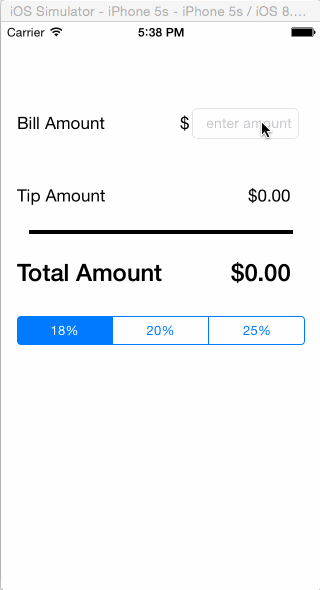 iOS Simulator - iPhone 5s - iPhone 5s / iOS 8....
Carrier 5:38 PM
Bill Amount $ enter amount
Tip Amount $0.00
Total Amount $0.00
18% 20% 25%